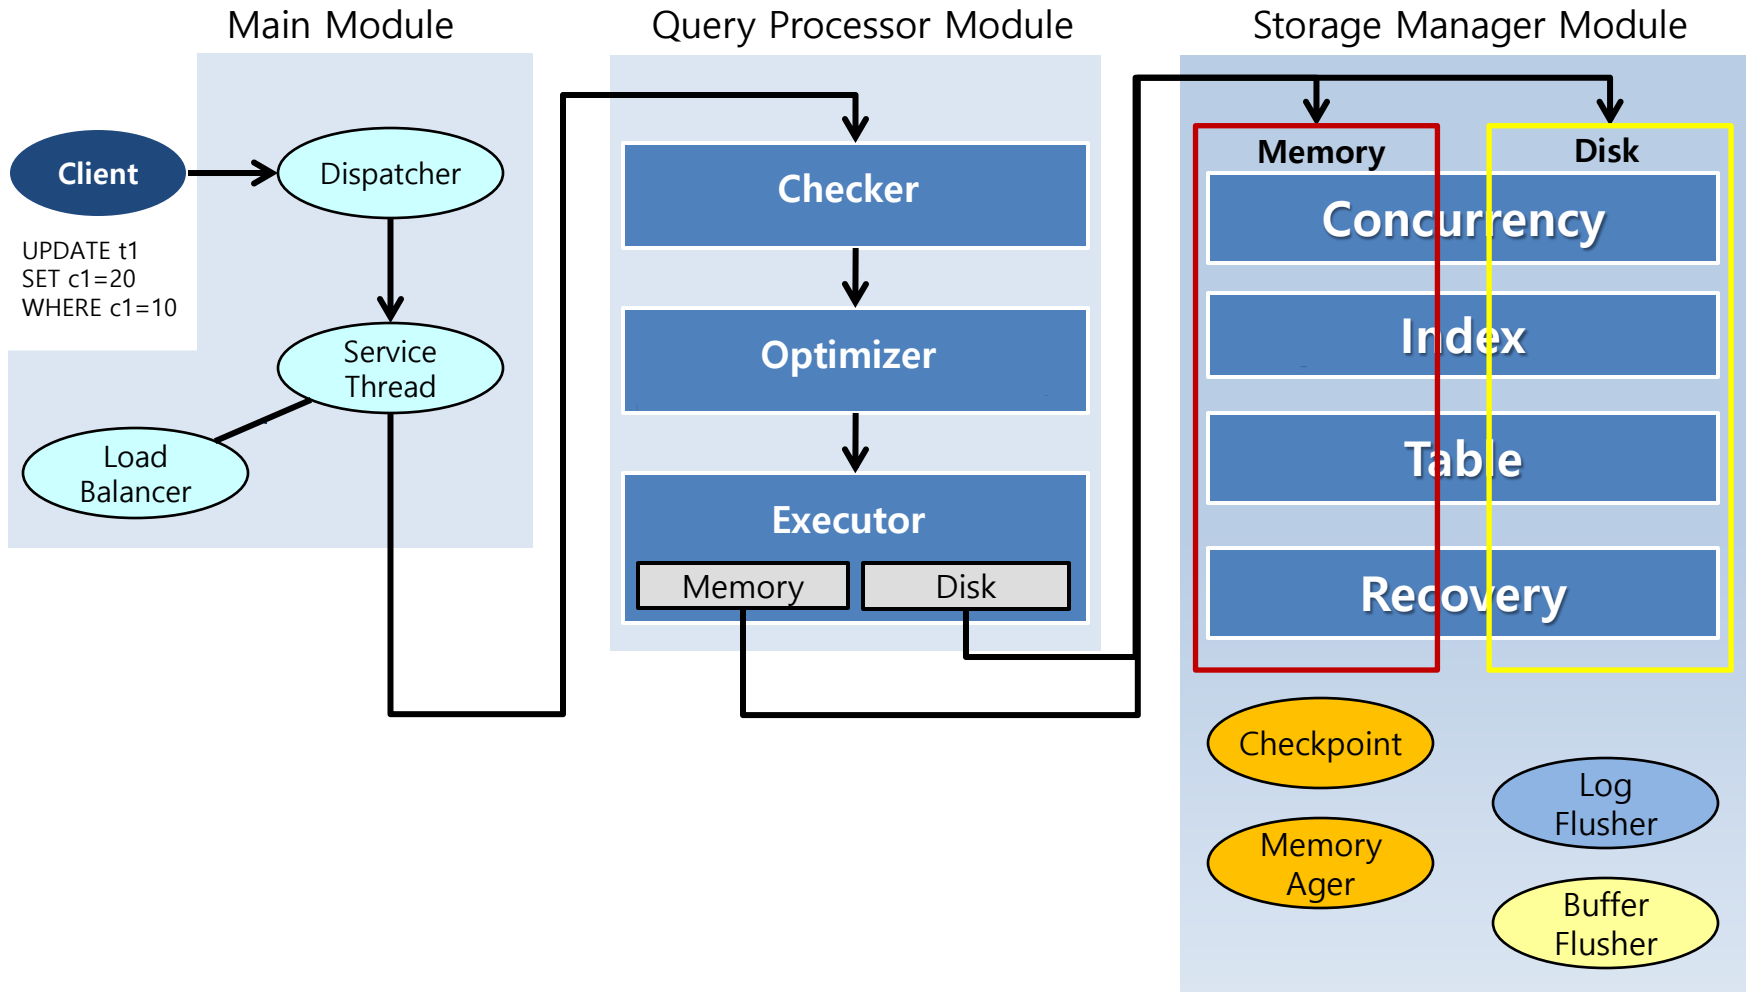 Main Module
Client
UPDATE t1
SET c1=20
WHERE c1=10
Dispatcher
Service
Thread
Load
Balancer
Query Processor Module
Checker
Optimizer
Executor
Memory
Disk
Storage Manager Module
Memory
Disk
Concurrency
Index
Table
Recovery
Checkpoint
Memory
Ager
Log
Flusher
Buffer
Flusher